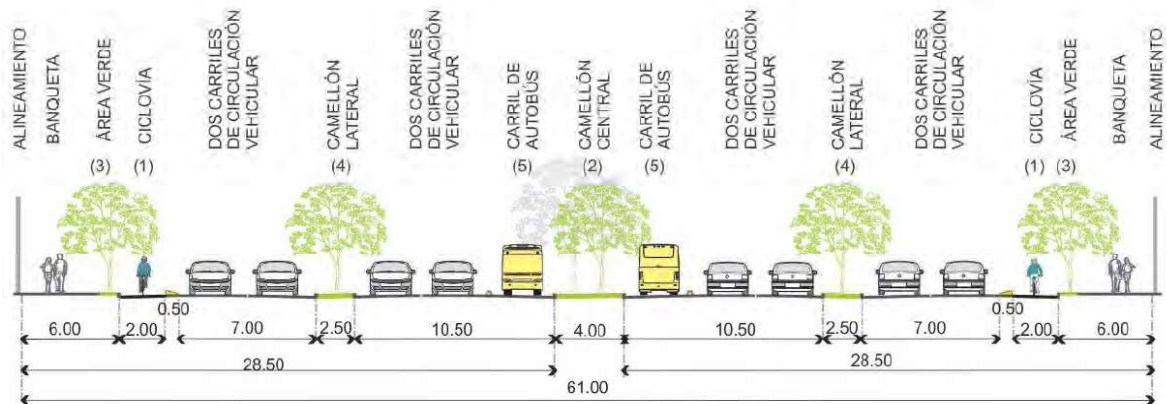 ALINEAMIENTO
BANQUETA
ÁREA VERDE
(3)
CICLOVÍA
(1)
DOS CARRILES
DE CIRCULACIÓN
VEHICULAR
CAMELLÓN
LATERAL
(4)
DOS CARRILES
DE CIRCULACIÓN
VEHICULAR
CARRIL DE
AUTOBÚS
(5)
CAMELLÓN
CENTRAL
(2)
CARRIL DE
AUTOBÚS
(5)
DOS CARRILES
DE CIRCULACIÓN
VEHICULAR
CAMELLÓN
LATERAL
(4)
DOS CARRILES
DE CIRCULACIÓN
VEHICULAR
CICLOVÍA
(1)
ÁREA VERDE
(3)
BANQUETA
ALINEAMIENTO
0.50 0.50
6.00 2.00 7.00 2.50 10.50 4.00 10.50 2.50 7.00 2.00 6.00
28.50 28.50
61.00